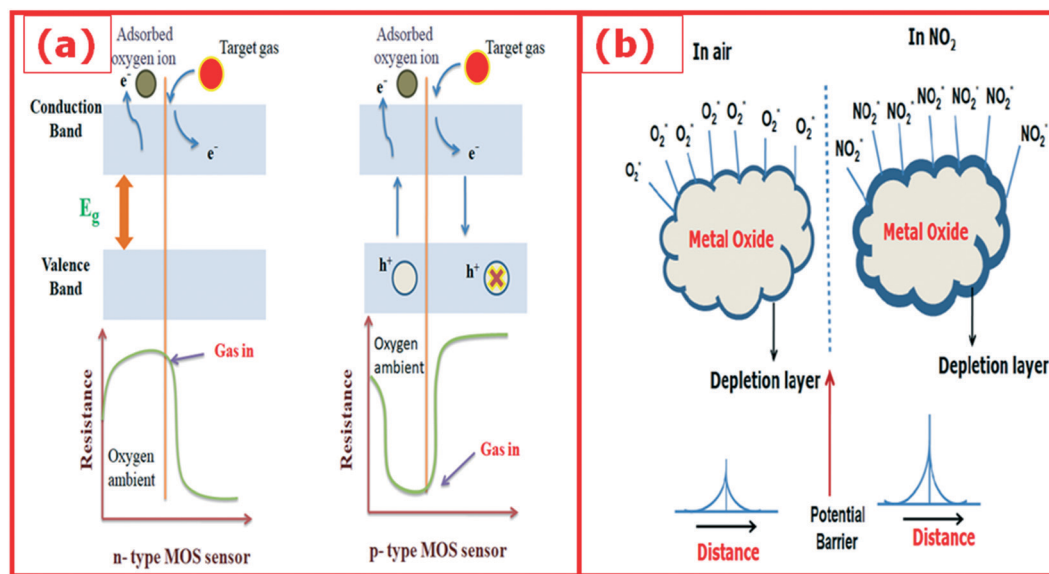 (a)
Adsorbed
oxygen ion
Target gas
e⁻
Conduction
Band
e⁻
E_g
Valence
Band
Resistance
Gas in
Oxygen
ambient
n- type MOS sensor
Adsorbed
oxygen ion
Target gas
e⁻
e⁻
h⁺
h⁺
Resistance
Oxygen
ambient
Gas in
p- type MOS sensor
(b)
In air
In NO₂
O₂*
O₂*
O₂*
O₂*
O₂*
O₂*
O₂*
Metal Oxide
Depletion layer
NO₂*
NO₂*
NO₂*
NO₂*
NO₂*
NO₂*
NO₂*
Metal Oxide
Depletion layer
Distance
Potential
Barrier
Distance